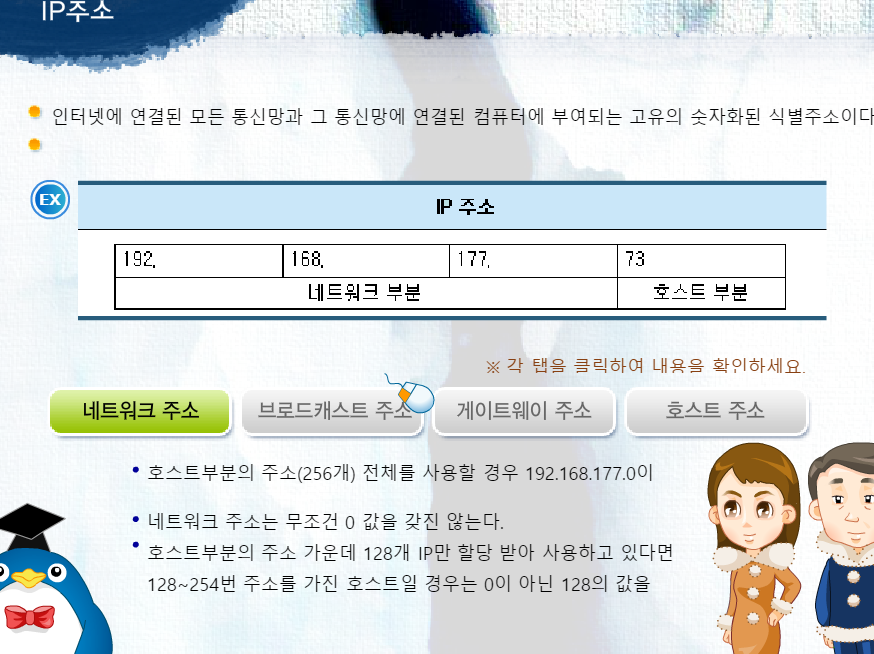 IP주소
인터넷에 연결된 모든 통신망과 그 통신망에 연결된 컴퓨터에 부여되는 고유의 숫자화된 식별주소이다
EX
IP 주소
192. 168. 177. 73
네트워크 부분 호스트 부분
※ 각 탭을 클릭하여 내용을 확인하세요.
네트워크 주소 브로드캐스트 주소 게이트웨이 주소 호스트 주소
• 호스트부분의 주소(256개) 전체를 사용할 경우 192.168.177.0이
• 네트워크 주소는 무조건 0 값을 갖진 않는다.
• 호스트부분의 주소 가운데 128개 IP만 할당 받아 사용하고 있다면
128~254번 주소를 가진 호스트일 경우는 0이 아닌 128의 값을